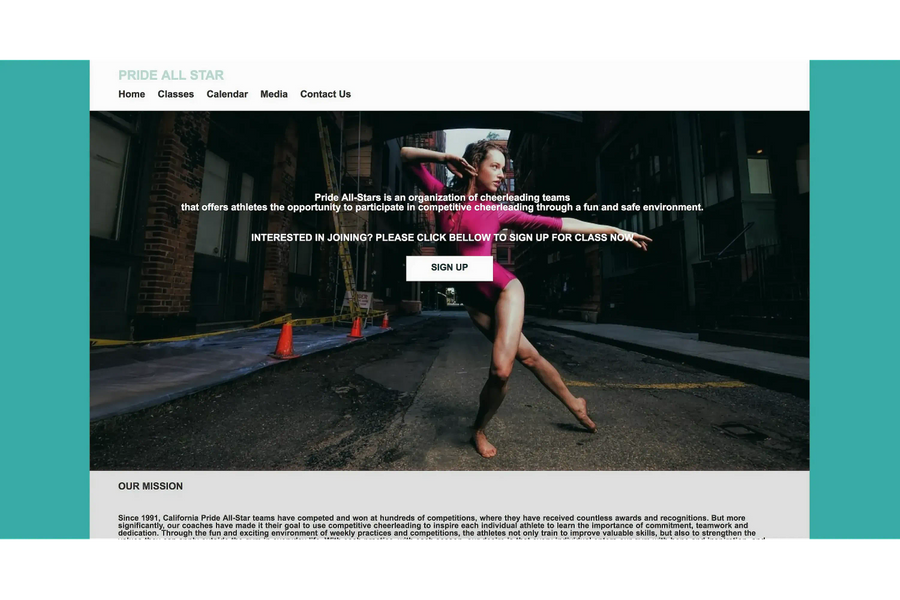 PRIDE ALL STAR
Home Classes Calendar Media Contact Us
Pride All-Stars is an organization of cheerleading teams
that offers athletes the opportunity to participate in competitive cheerleading through a fun and safe environment.
INTERESTED IN JOINING? PLEASE CLICK BELLOW TO SIGN UP FOR CLASS NOW
SIGN UP
OUR MISSION
Since 1991, California Pride All-Star teams have competed and won at hundreds of competitions, where they have received countless awards and recognitions. But more
significantly, our coaches have made it their goal to use competitive cheerleading to inspire each individual athlete to learn the importance of commitment, teamwork and
dedication. Through the fun and exciting environment of weekly practices and competitions, the athletes not only train to improve valuable skills, but also to strengthen the